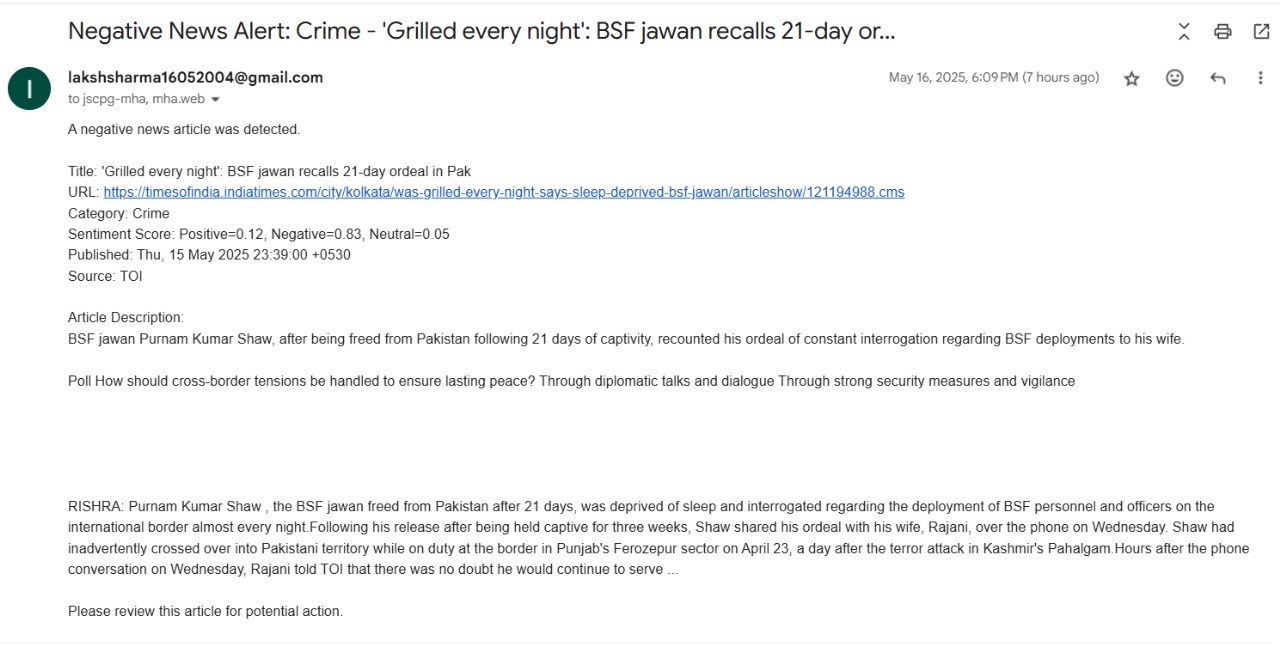 Negative News Alert: Crime - 'Grilled every night': BSF jawan recalls 21-day or...
I
lakshsharma16052004@gmail.com
May 16, 2025, 6:09 PM (7 hours ago)
to jscpg-mha, mha.web
A negative news article was detected.
Title: 'Grilled every night': BSF jawan recalls 21-day ordeal in Pak
URL: https://timesofindia.indiatimes.com/city/kolkata/was-grilled-every-night-says-sleep-deprived-bsf-jawan/articleshow/121194988.cms
Category: Crime
Sentiment Score: Positive=0.12, Negative=0.83, Neutral=0.05
Published: Thu, 15 May 2025 23:39:00 +0530
Source: TOI
Article Description:
BSF jawan Purnam Kumar Shaw, after being freed from Pakistan following 21 days of captivity, recounted his ordeal of constant interrogation regarding BSF deployments to his wife.
Poll How should cross-border tensions be handled to ensure lasting peace? Through diplomatic talks and dialogue Through strong security measures and vigilance
RISHRA: Purnam Kumar Shaw , the BSF jawan freed from Pakistan after 21 days, was deprived of sleep and interrogated regarding the deployment of BSF personnel and officers on the
international border almost every night.Following his release after being held captive for three weeks, Shaw shared his ordeal with his wife, Rajani, over the phone on Wednesday. Shaw had
inadvertently crossed over into Pakistani territory while on duty at the border in Punjab's Ferozepur sector on April 23, a day after the terror attack in Kashmir's Pahalgam.Hours after the phone
conversation on Wednesday, Rajani told TOI that there was no doubt he would continue to serve ...
Please review this article for potential action.